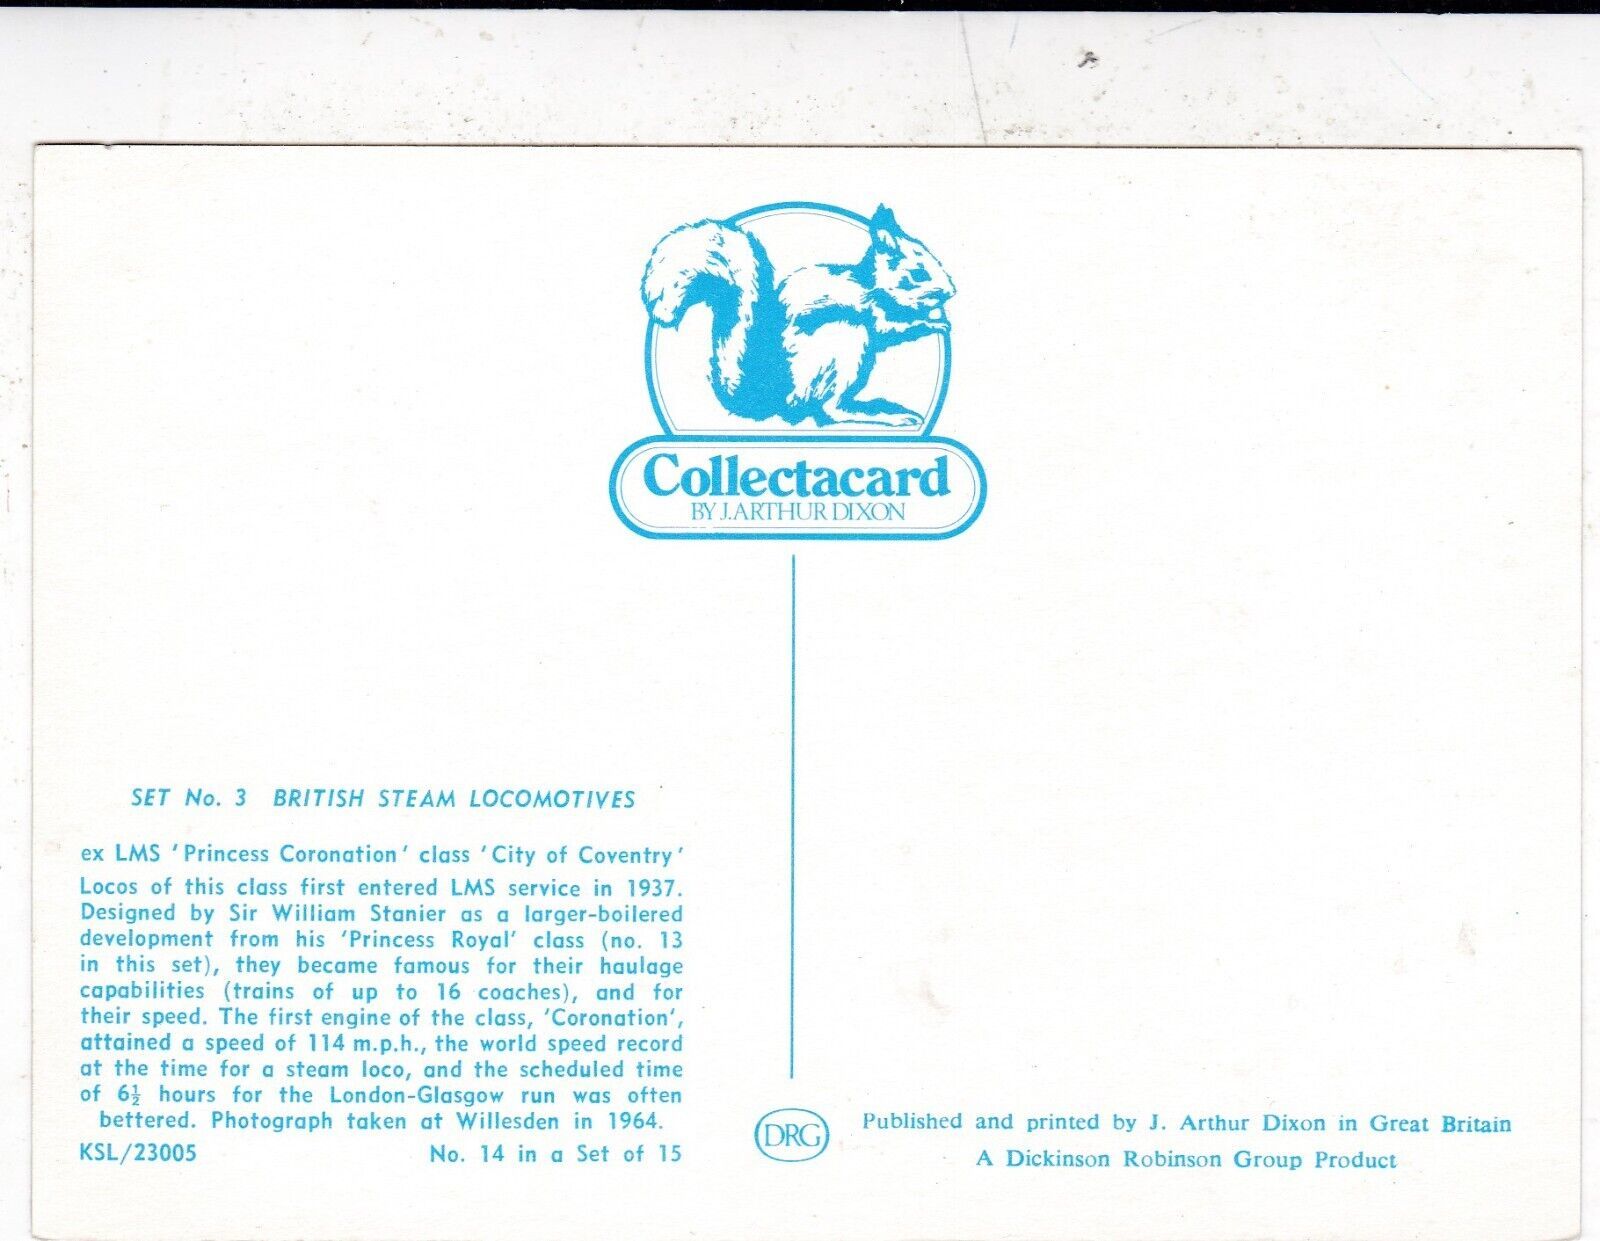 Collectacard
BY J. ARTHUR DIXON
SET No. 3 BRITISH STEAM LOCOMOTIVES
ex LMS 'Princess Coronation' class 'City of Coventry'
Locos of this class first entered LMS service in 1937.
Designed by Sir William Stanier as a larger-boilered
development from his 'Princess Royal' class (no. 13
in this set), they became famous for their haulage
capabilities (trains of up to 16 coaches), and for
their speed. The first engine of the class, 'Coronation',
attained a speed of 114 m.p.h., the world speed record
at the time for a steam loco, and the scheduled time
of 6½ hours for the London-Glasgow run was often
bettered. Photograph taken at Willesden in 1964.
KSL/23005 No. 14 in a Set of 15
DRG
Published and printed by J. Arthur Dixon in Great Britain
A Dickinson Robinson Group Product